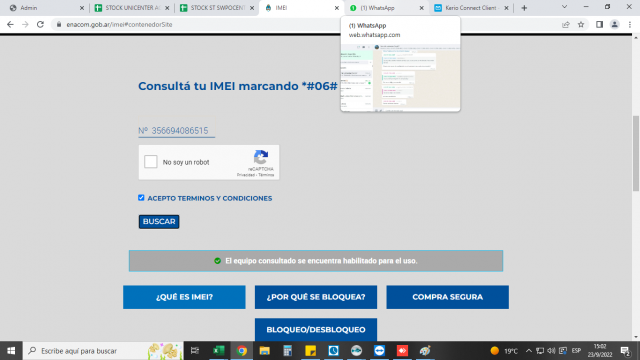 Admin
STOCK UNICENTER A
STOCK ST SWPOCENT
IMEI
(1) WhatsApp
Kerio Connect Client
enacom.gob.ar/imei#contenedorSite
(1) WhatsApp
web.whatsapp.com
Consultá tu IMEI marcando *#06#
Nº 356694086515
No soy un robot
reCAPTCHA
Privacidad - Términos
ACEPTO TERMINOS Y CONDICIONES
BUSCAR
El equipo consultado se encuentra habilitado para el uso.
¿QUÉ ES IMEI?
¿POR QUÉ SE BLOQUEA?
COMPRA SEGURA
BLOQUEO/DESBLOQUEO
Escribe aquí para buscar
19°C
ESP
15:02
23/9/2022